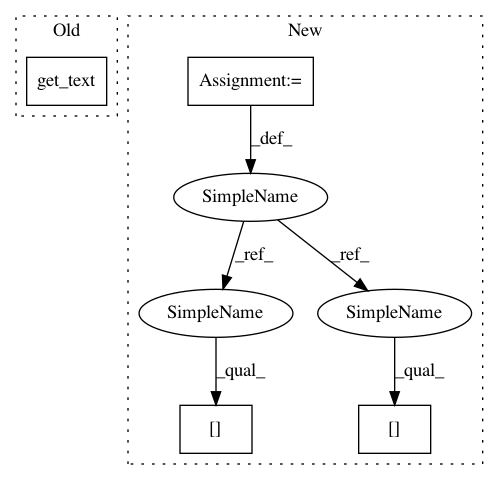 Old
New
get_text
Assignment:=
_def_
SimpleName
_ref_
_ref_
SimpleName
SimpleName
_qual_
_qual_
[]
[]